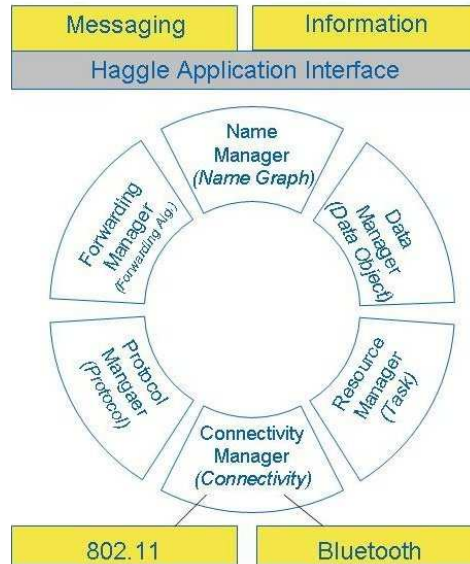 Messaging
Information
Haggle Application Interface
Name
Manager
(Name Graph)
Forwarding
Manager
(Forwarding Alg.)
Data
Manager
(Data Object)
Protocol
Mangaer
(Protocol)
Resource
Manager
(Task)
Connectivity
Manager
(Connectivity)
802.11
Bluetooth